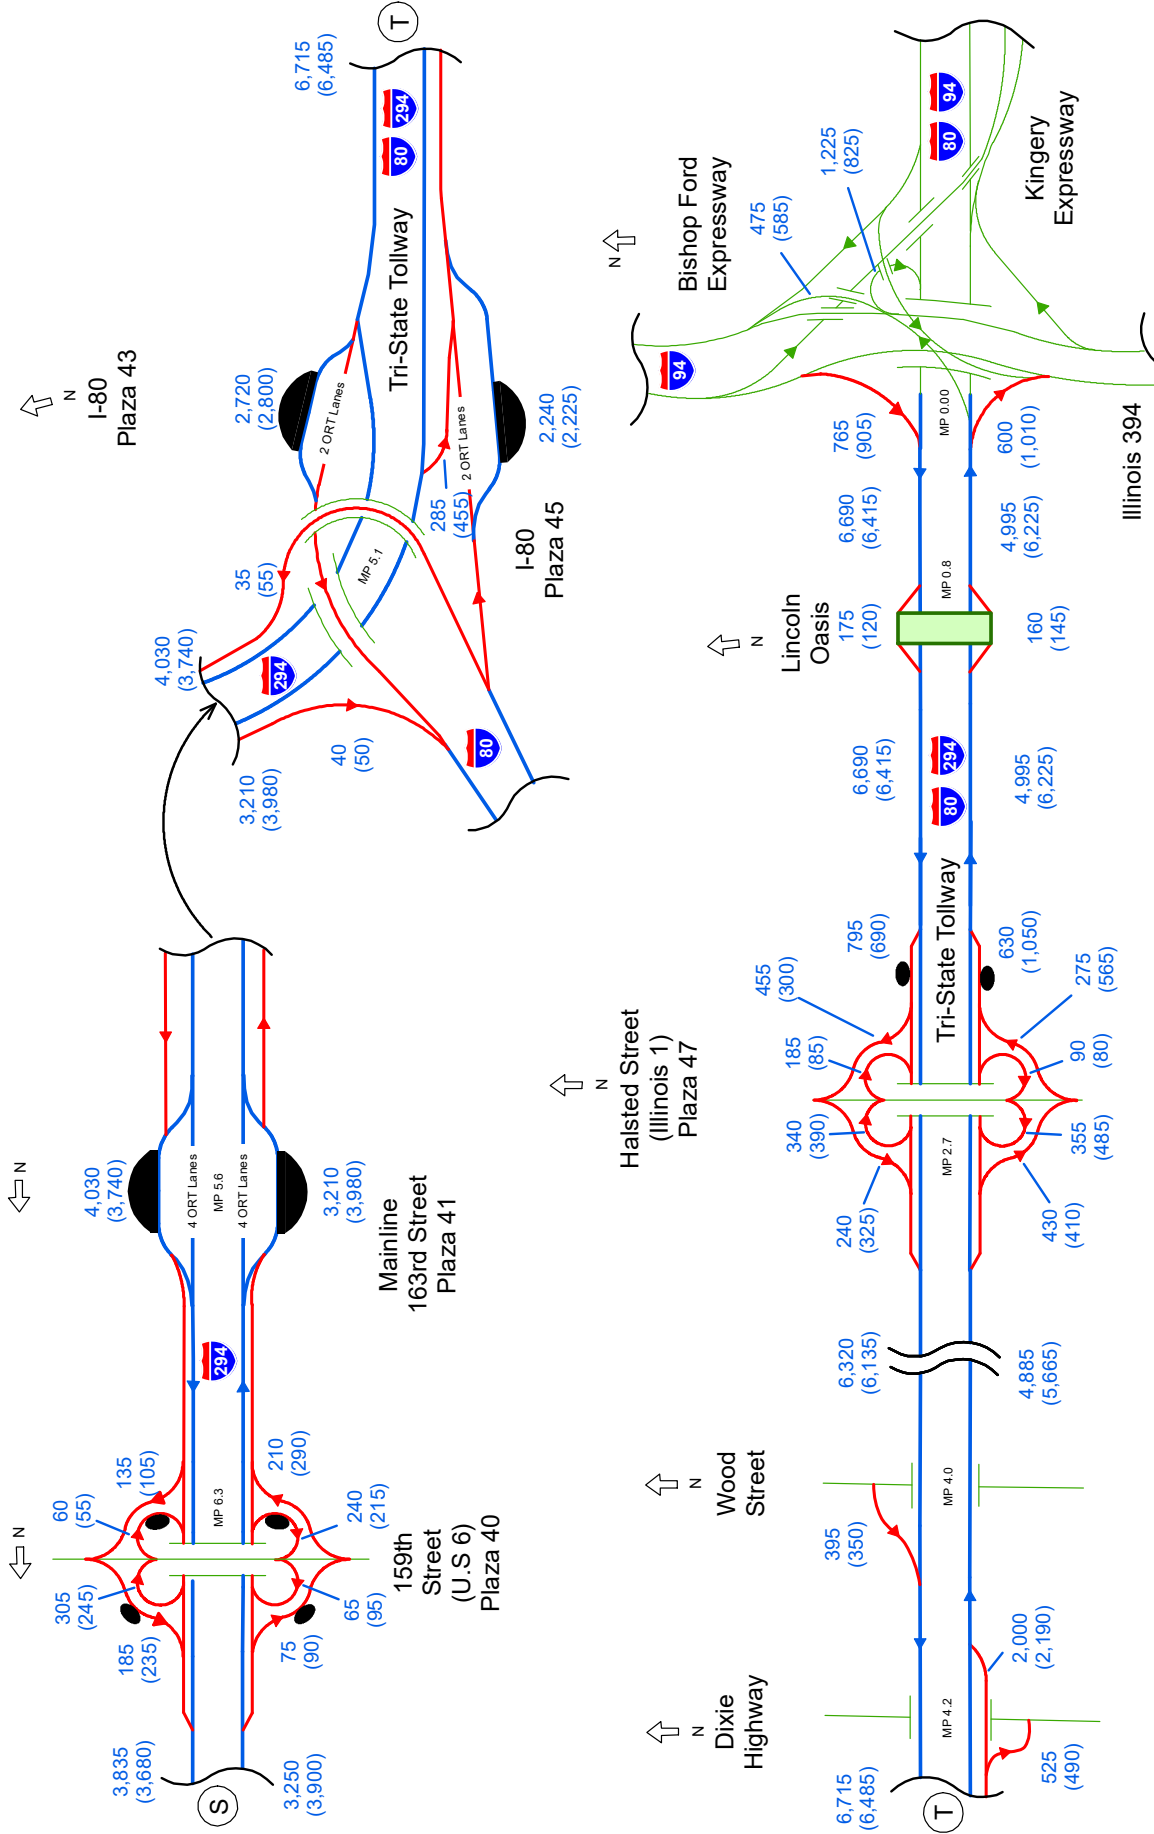 N
4,030
(3,740)
4 ORT Lanes
MP 5.6
4 ORT Lanes
3,210
(3,980)
Mainline
163rd Street
Plaza 41
294
N
60
(55)
135
(105)
MP 6.3
210
(290)
240
(215)
305
(245)
185
(235)
65
(95)
75
(90)
159th
Street
(U.S 6)
Plaza 40
3,835
(3,680)
S
3,250
(3,900)
6,715
(6,485)
T
294
80
Tri-State Tollway
N
I-80
Plaza 43
2,720
(2,800)
2 ORT Lanes
2 ORT Lanes
2,240
(2,225)
285
(455)
I-80
Plaza 45
MP 5.1
35
(55)
4,030
(3,740)
294
40
(50)
3,210
(3,980)
80
N
Bishop Ford
Expressway
475
(585)
1,225
(825)
94
80
94
Kingery
Expressway
Illinois 394
MP 0.00
765
(905)
600
(1,010)
6,690
(6,415)
4,995
(6,225)
MP 0.8
N
Lincoln
Oasis
175
(120)
160
(145)
6,690
(6,415)
294
80
4,995
(6,225)
Tri-State Tollway
795
(690)
630
(1,050)
N
Halsted Street
(Illinois 1)
Plaza 47
455
(300)
185
(85)
275
(565)
90
(80)
340
(390)
240
(325)
MP 2.7
355
(485)
430
(410)
6,320
(6,135)
4,885
(5,665)
N
Wood
Street
MP 4.0
395
(350)
2,000
(2,190)
N
Dixie
Highway
MP 4.2
525
(490)
6,715
(6,485)
T